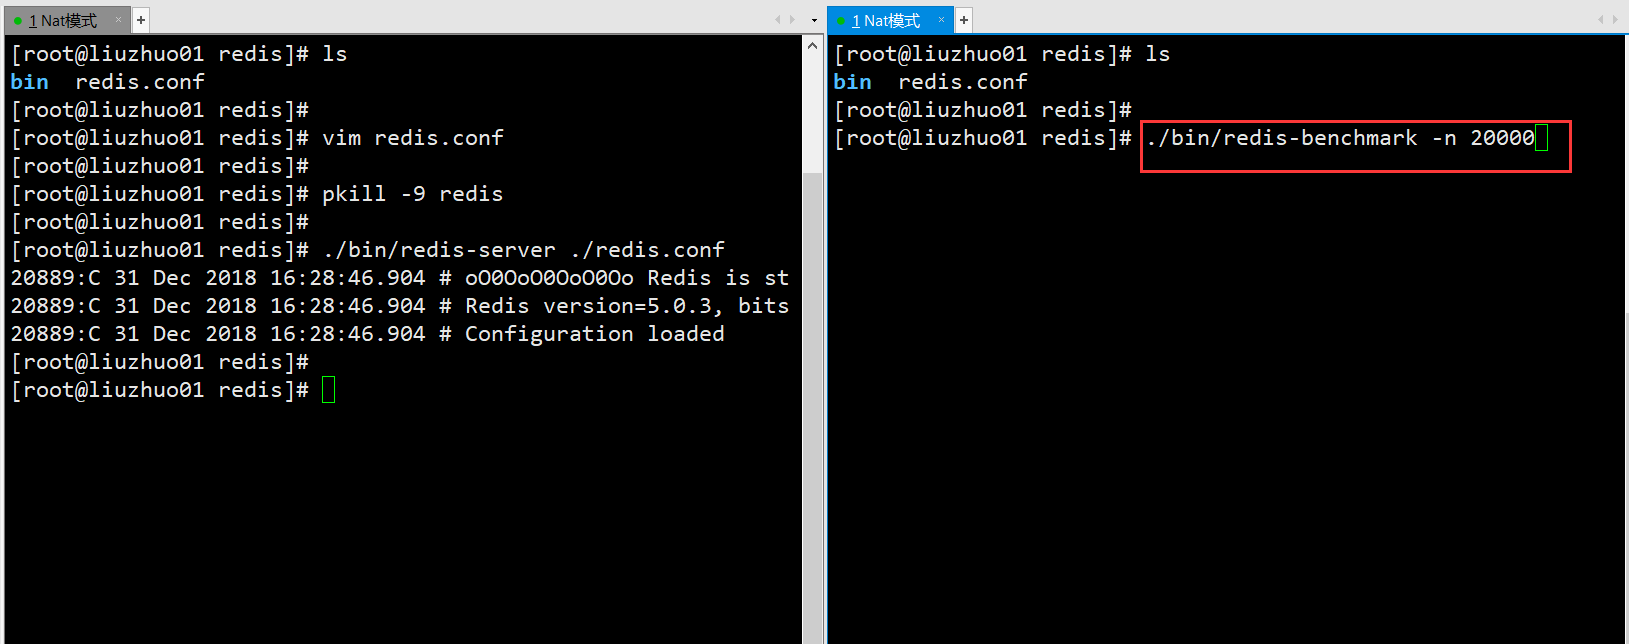 1 Nat模式 × +
[root@liuzhuo01 redis]# ls
bin  redis.conf
[root@liuzhuo01 redis]#
[root@liuzhuo01 redis]# vim redis.conf
[root@liuzhuo01 redis]#
[root@liuzhuo01 redis]# pkill -9 redis
[root@liuzhuo01 redis]#
[root@liuzhuo01 redis]# ./bin/redis-server ./redis.conf
20889:C 31 Dec 2018 16:28:46.904 # oO0OoO0OoO0Oo Redis is st
20889:C 31 Dec 2018 16:28:46.904 # Redis version=5.0.3, bits
20889:C 31 Dec 2018 16:28:46.904 # Configuration loaded
[root@liuzhuo01 redis]#
[root@liuzhuo01 redis]#
1 Nat模式 × +
[root@liuzhuo01 redis]# ls
bin  redis.conf
[root@liuzhuo01 redis]#
[root@liuzhuo01 redis]# ./bin/redis-benchmark -n 20000